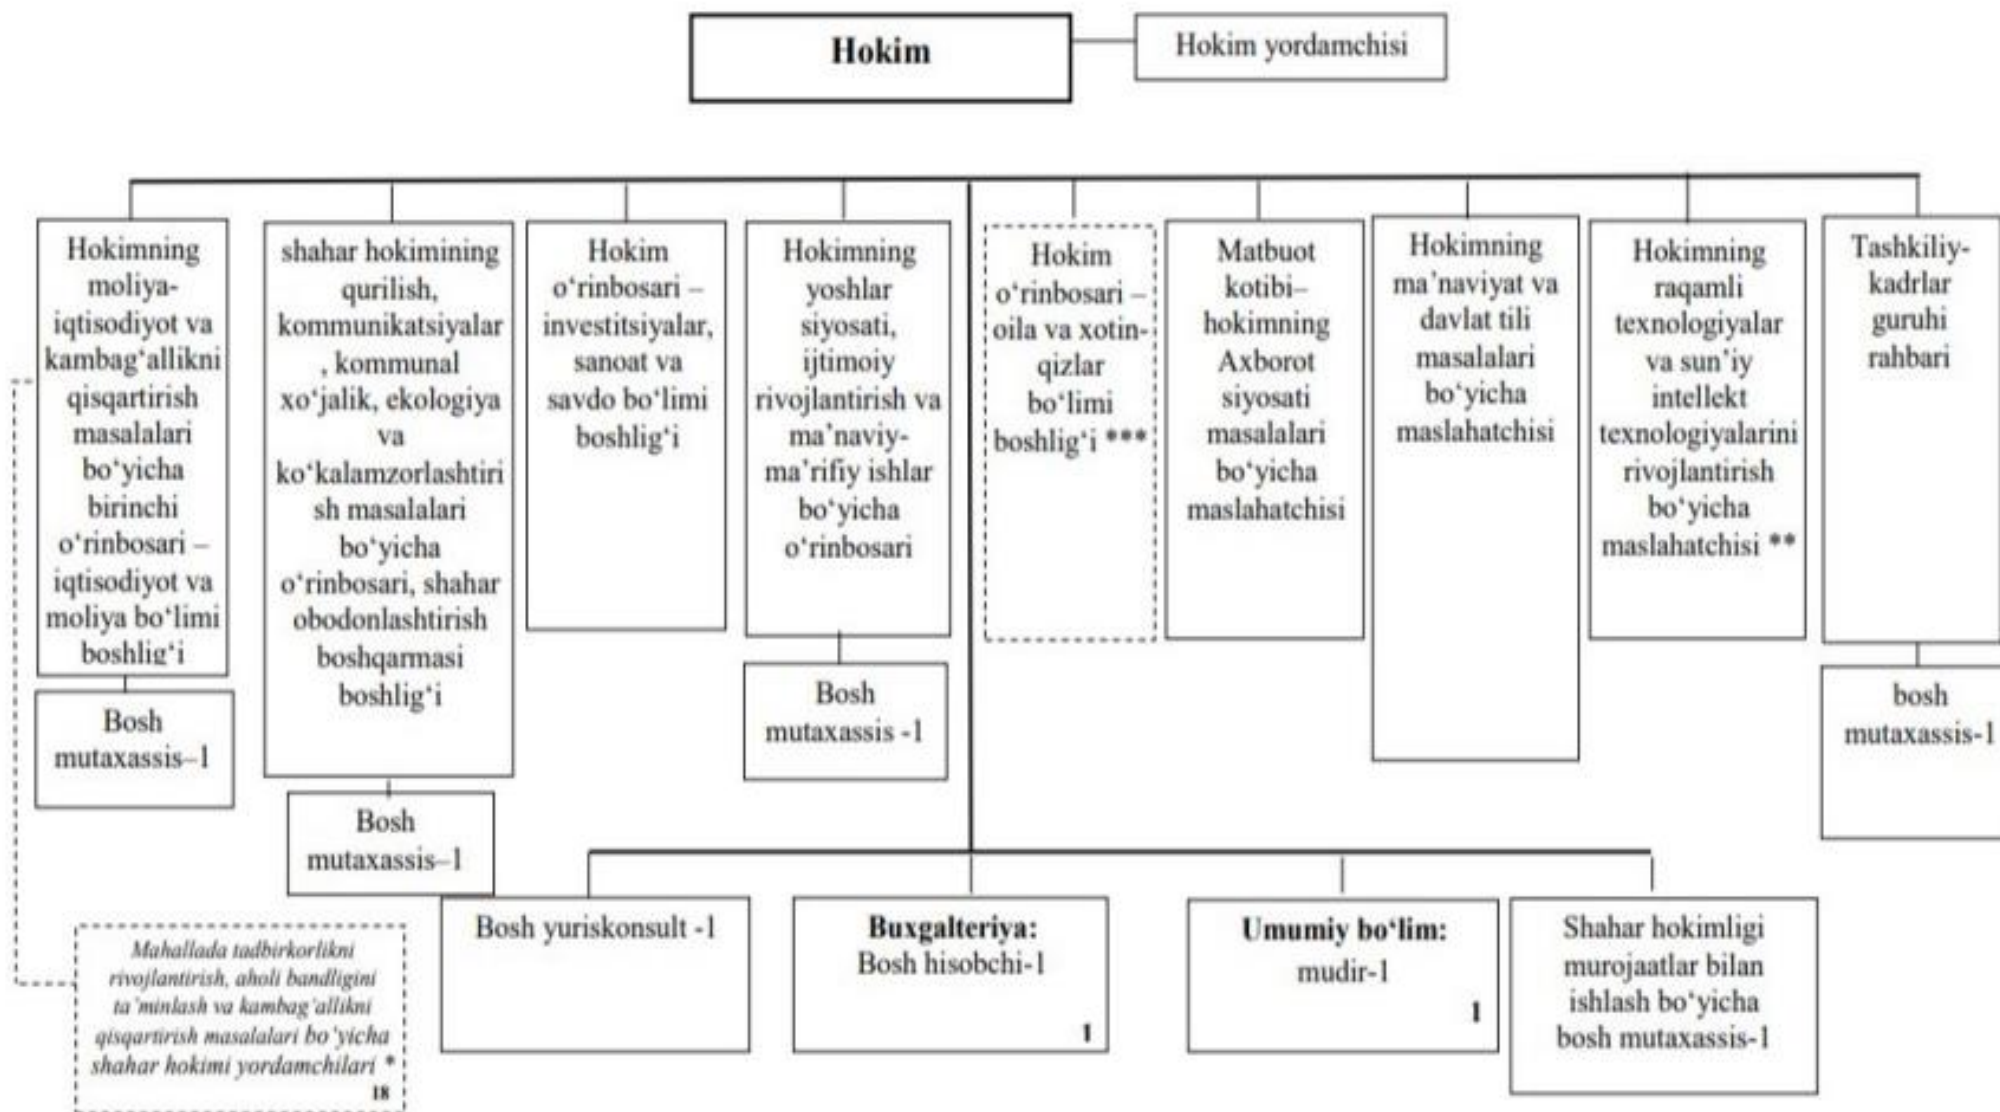 Hokim
Hokim yordamchisi
Hokimning
moliya-
iqtisodiyot va
kambag‘allikni
qisqartirish
masalalari
bo‘yicha
birinchi
o‘rinbosari –
iqtisodiyot va
moliya bo‘limi
boshlig‘i
Bosh
mutaxassis–1
shahar hokimining
qurilish,
kommunikatsiyalar
, kommunal
xo‘jalik, ekologiya
va
ko‘kalamzorlashtiri
sh masalalari
bo‘yicha
o‘rinbosari, shahar
obodonlashtirish
boshqarmasi
boshlig‘i
Bosh
mutaxassis–1
Hokim
o‘rinbosari –
investitsiyalar,
sanoat va
savdo bo‘limi
boshlig‘i
Hokimning
yoshlar
siyosati,
ijtimoiy
rivojlantirish va
ma’naviy-
ma’rifiy ishlar
bo‘yicha
o‘rinbosari
Bosh
mutaxassis -1
Hokim
o‘rinbosari –
oila va xotin-
qizlar
bo‘limi
boshlig‘i ***
Matbuot
kotibi–
hokimning
Axborot
siyosati
masalalari
bo‘yicha
maslahatchisi
Hokimning
ma’naviyat va
davlat tili
masalalari
bo‘yicha
maslahatchisi
Hokimning
raqamli
texnologiyalar
va sun’iy
intellekt
texnologiyalarini
rivojlantirish
bo‘yicha
maslahatchisi **
Tashkiliy-
kadrlar
guruhi
rahbari
bosh
mutaxassis-1
Mahallada tadbirkorlikni
rivojlantirish, aholi bandligini
ta’minlash va kambag‘allikni
qisqartirish masalalari bo‘yicha
shahar hokimi yordamchilari *
18
Bosh yuriskonsult -1
Buxgalteriya:
Bosh hisobchi-1
1
Umumiy bo‘lim:
mudir-1
1
Shahar hokimligi
murojaatlar bilan
ishlash bo‘yicha
bosh mutaxassis-1